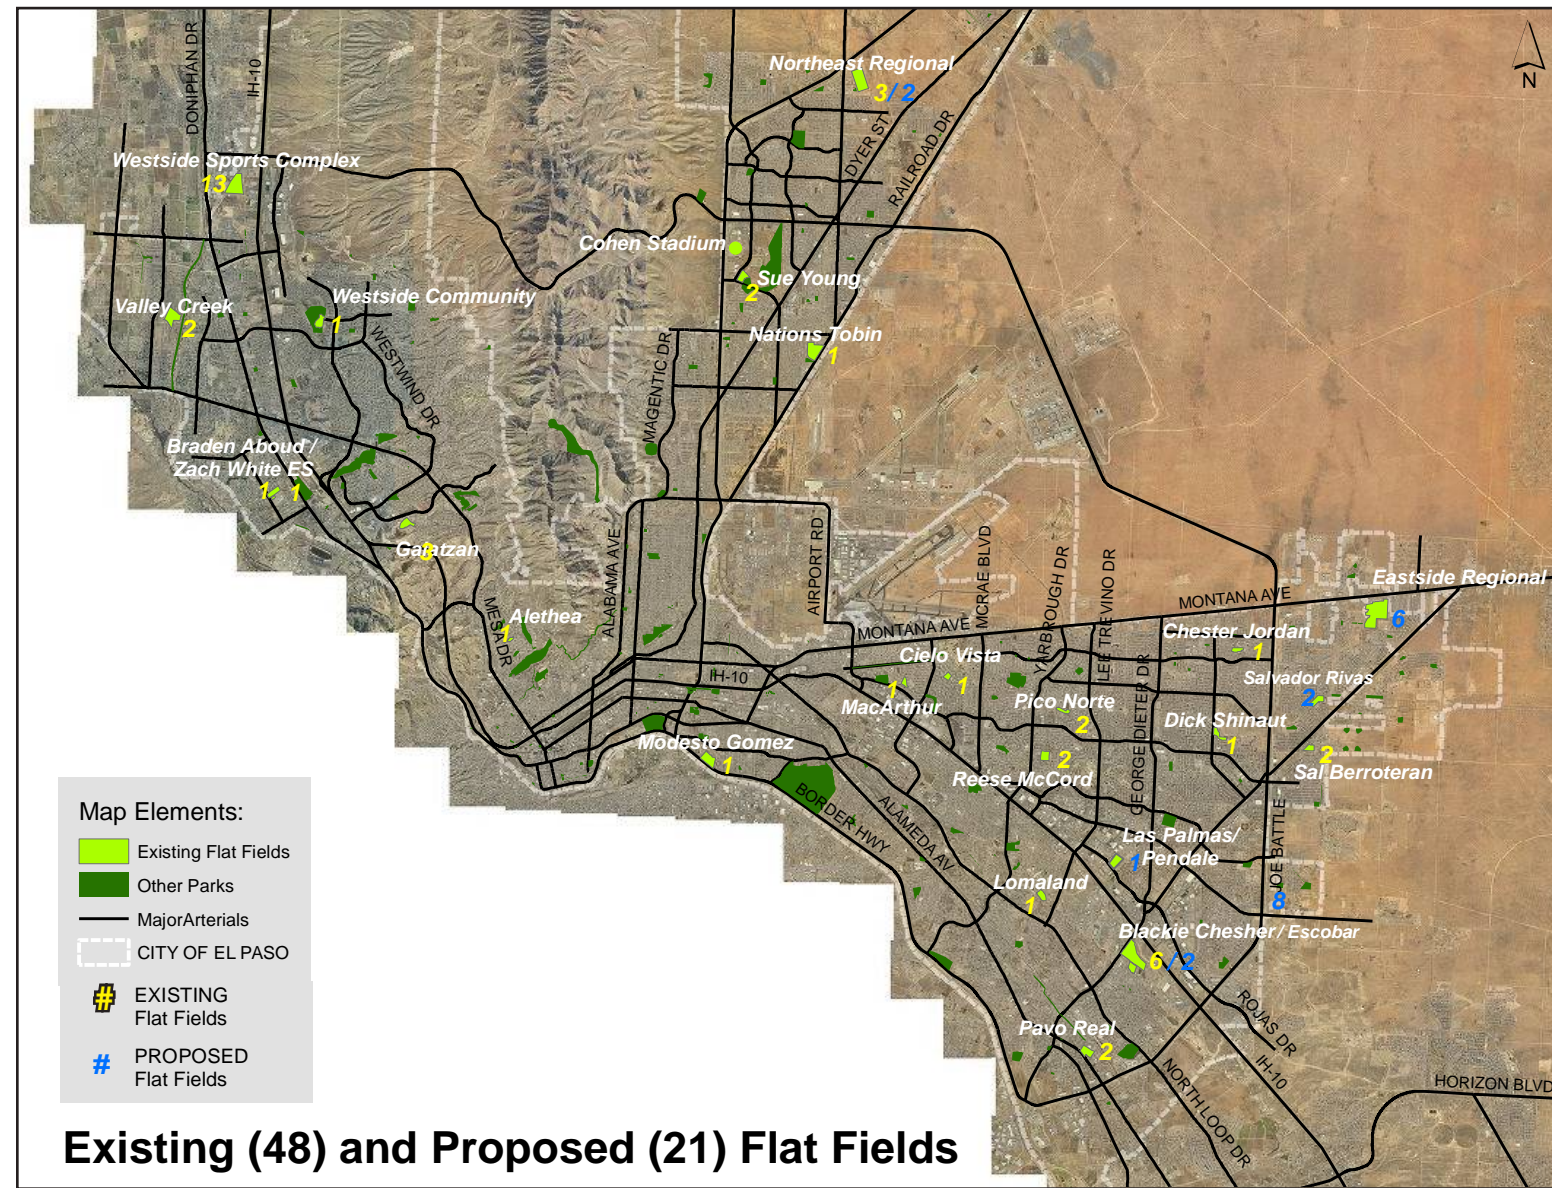 N
DONIPHAN DR
IH-10
Northeast Regional
3 / 2
DYER ST
RAILROAD DR
Westside Sports Complex
13
Cohen Stadium
Sue Young
2
Valley Creek
2
Westside Community
1
WESTWIND DR
Nations Tobin
1
MAGENTIC DR
Braden Aboud /
Zach White ES
1
1
Galatzan
3
ALABAMA AVE
AIRPORT RD
MCRAE BLVD
YARBROUGH DR
LEE TREVINO DR
MONTANA AVE
Eastside Regional
6
MESA DR
Alethea
1
MONTANA AVE
Chester Jordan
1
Cielo Vista
1
1
MacArthur
IH-10
GEORGE DIETER DR
Salvador Rivas
2
Pico Norte
2
Dick Shinaut
1
Modesto Gomez
1
2
Reese McCord
2
Sal Berroteran
BORDER HWY
ALAMEDA AV
JOE BATTLE
Las Palmas/
Pendale
1
Lomaland
1
8
Blackie Chesher / Escobar
6 / 2
Pavo Real
2
ROJAS DR
IH-10
NORTH LOOP DR
HORIZON BLVD
Map Elements:
Existing Flat Fields
Other Parks
MajorArterials
CITY OF EL PASO
# EXISTING
Flat Fields
# PROPOSED
Flat Fields
Existing (48) and Proposed (21) Flat Fields